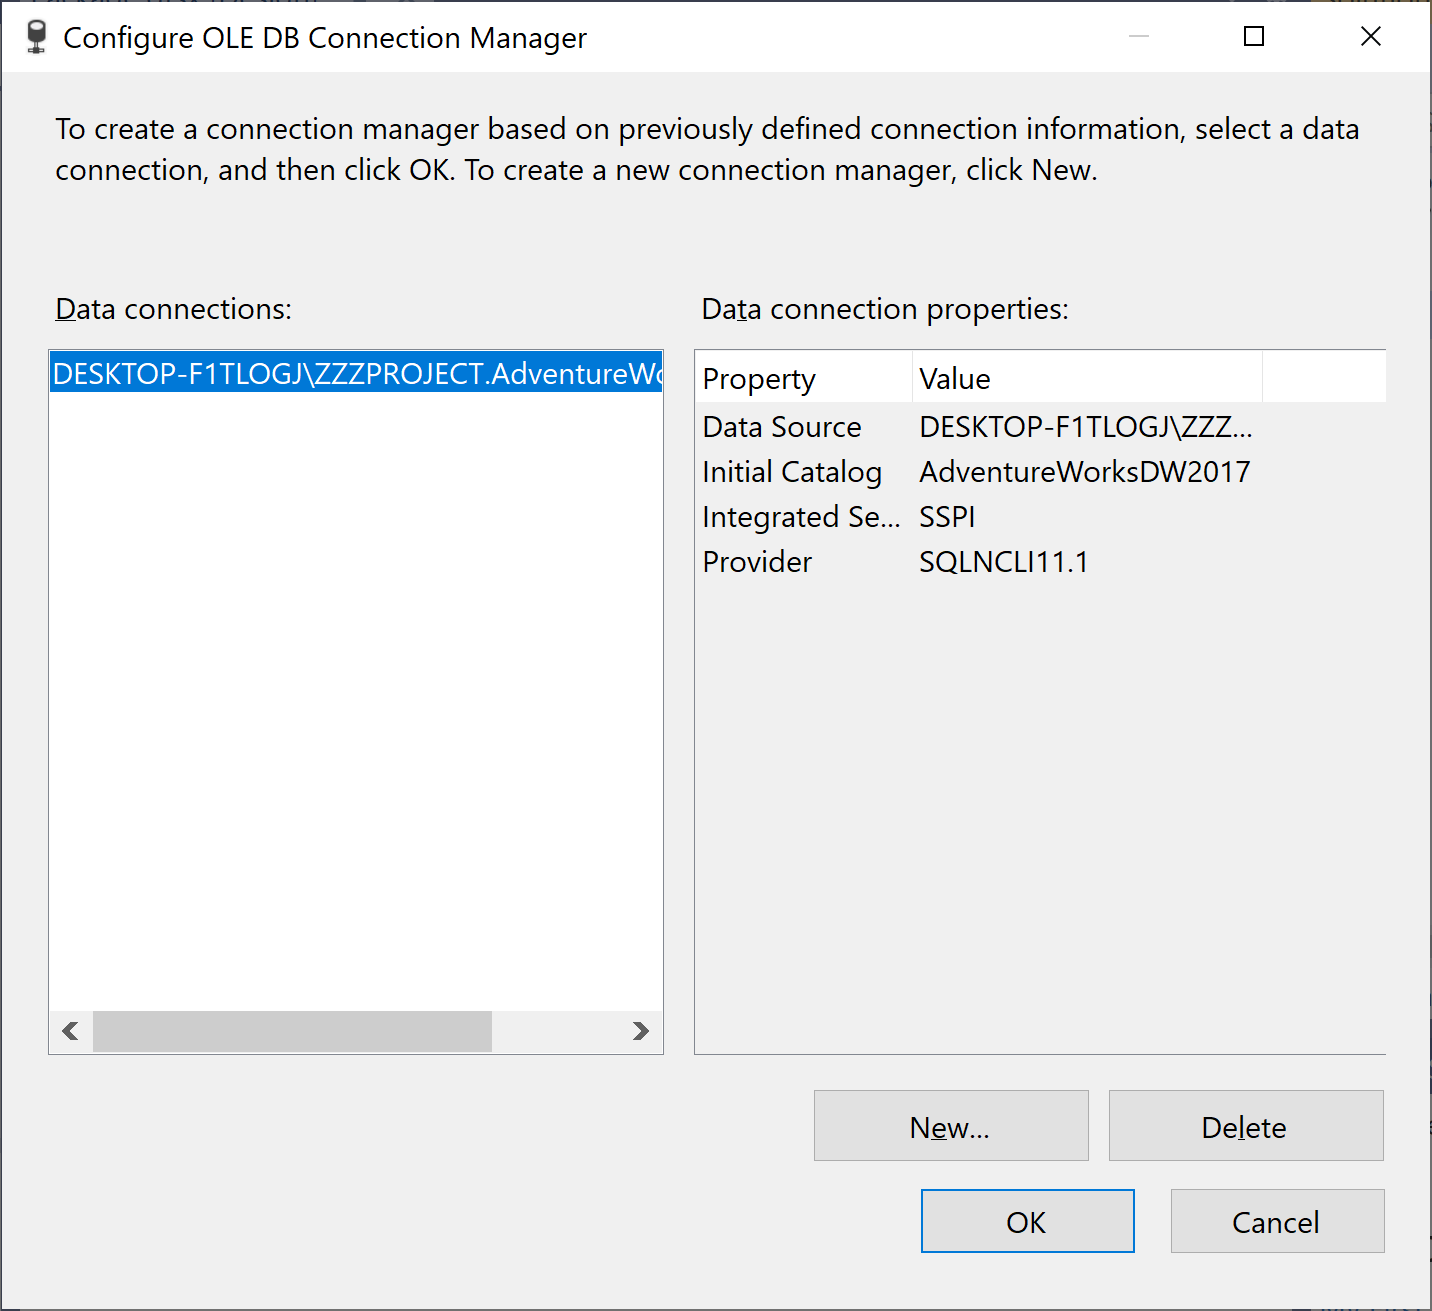 Configure OLE DB Connection Manager
To create a connection manager based on previously defined connection information, select a data
connection, and then click OK. To create a new connection manager, click New.
Data connections:
DESKTOP-F1TLOGJ\ZZZPROJECT.AdventureWo
Data connection properties:
Property Value
Data Source DESKTOP-F1TLOGJ\ZZZ...
Initial Catalog AdventureWorksDW2017
Integrated Se... SSPI
Provider SQLNCLI11.1
New...
Delete
OK
Cancel